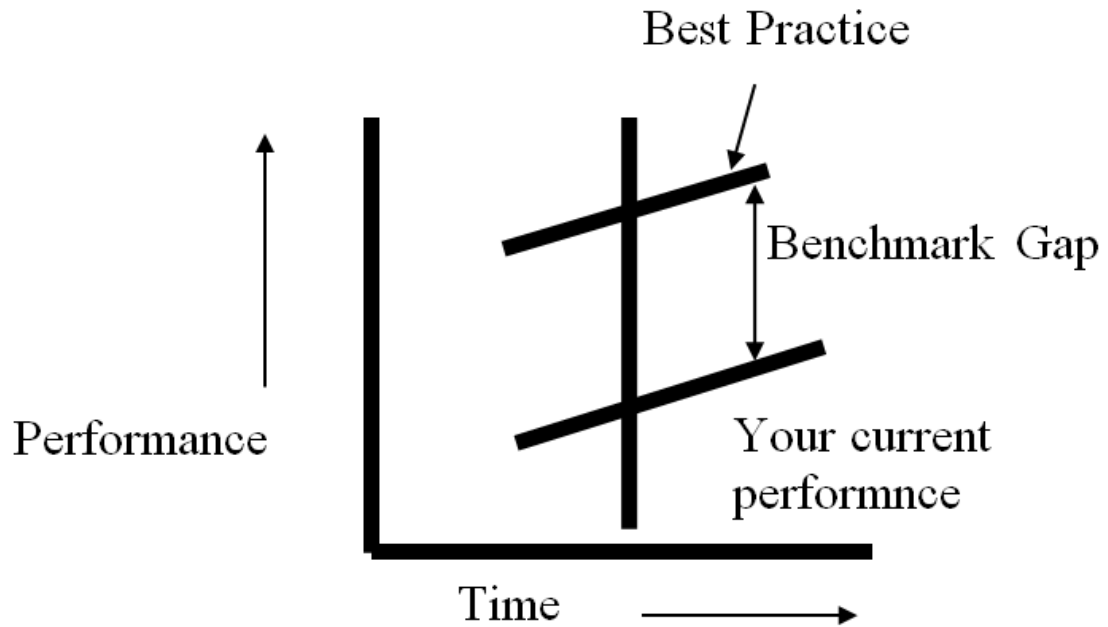 Best Practice
Benchmark Gap
Performance
Your current
performnce
Time